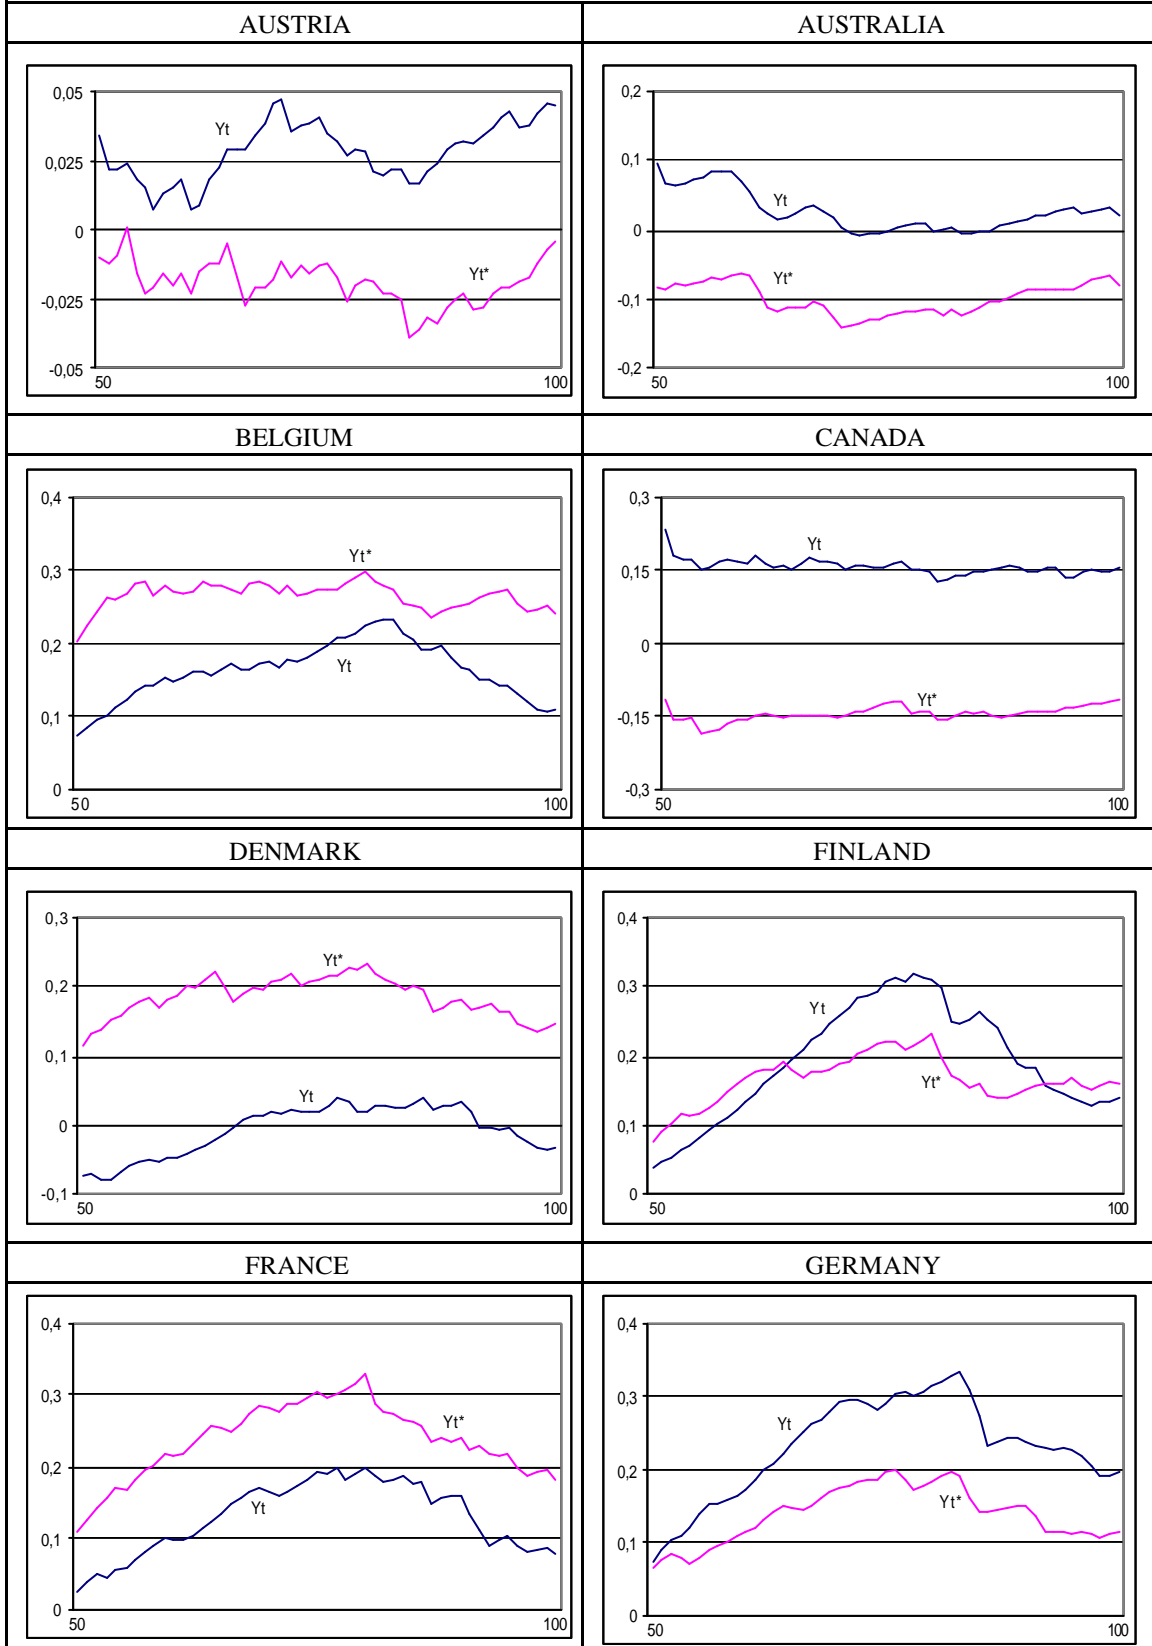 AUSTRIA
AUSTRALIA
0,05
0,025
0
-0,025
-0,05
Yt
Yt*
50
100
0,2
0,1
0
-0,1
-0,2
Yt
Yt*
50
100
BELGIUM
CANADA
0,4
0,3
0,2
0,1
0
Yt*
Yt
50
100
0,3
0,15
0
-0,15
-0,3
Yt
Yt*
50
100
DENMARK
FINLAND
0,3
0,2
0,1
0
-0,1
Yt*
Yt
50
100
0,4
0,3
0,2
0,1
0
Yt
Yt*
50
100
FRANCE
GERMANY
0,4
0,3
0,2
0,1
0
Yt*
Yt
50
100
0,4
0,3
0,2
0,1
0
Yt
Yt*
50
100